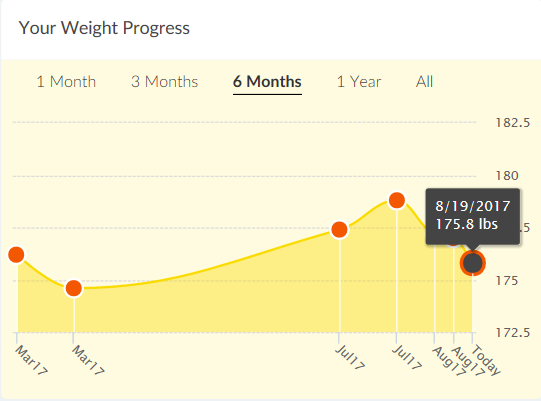 Your Weight Progress
1 Month 3 Months 6 Months 1 Year All
182.5
180
8/19/2017
175.8 lbs
.5
175
172.5
Mar17 Mar17 Jul17 Jul17 Aug17 Aug17 Today